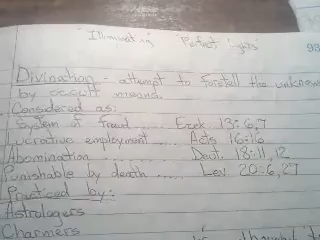 "Illumination" "Perfect Lights"
93
Divination - attempt to foretell the unknown
by occult means.
Considered as:
System of fraud ..... Ezek 13:6,7
Lucrative employment .... Acts 16:16
Abomination ............ Deut. 18:11,12
Punishable by death ..... Lev 20:6,27
Practiced by:
Astrologers
Charmers